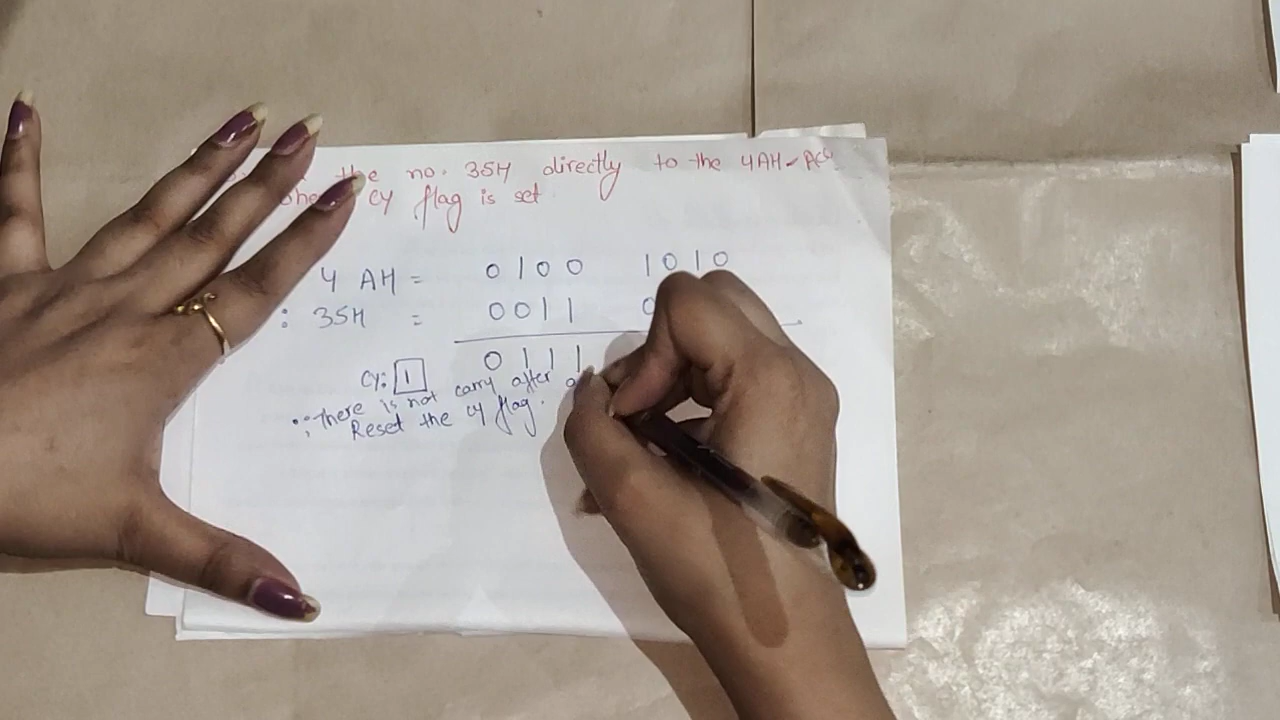 the no. 35H directly to the 4AH - Acc.
cy flag is set
4 AH = 0100 1010
: 35H = 0011 0
0111
CY: 1
∵ There is not carry after
Reset the cy flag.